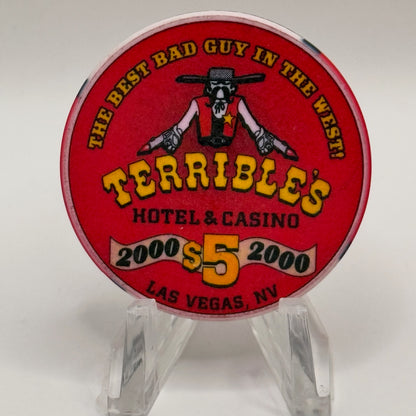 THE BEST BAD GUY IN THE WEST!
TERRIBLE'S
HOTEL & CASINO
2000 $5 2000
LAS VEGAS, NV